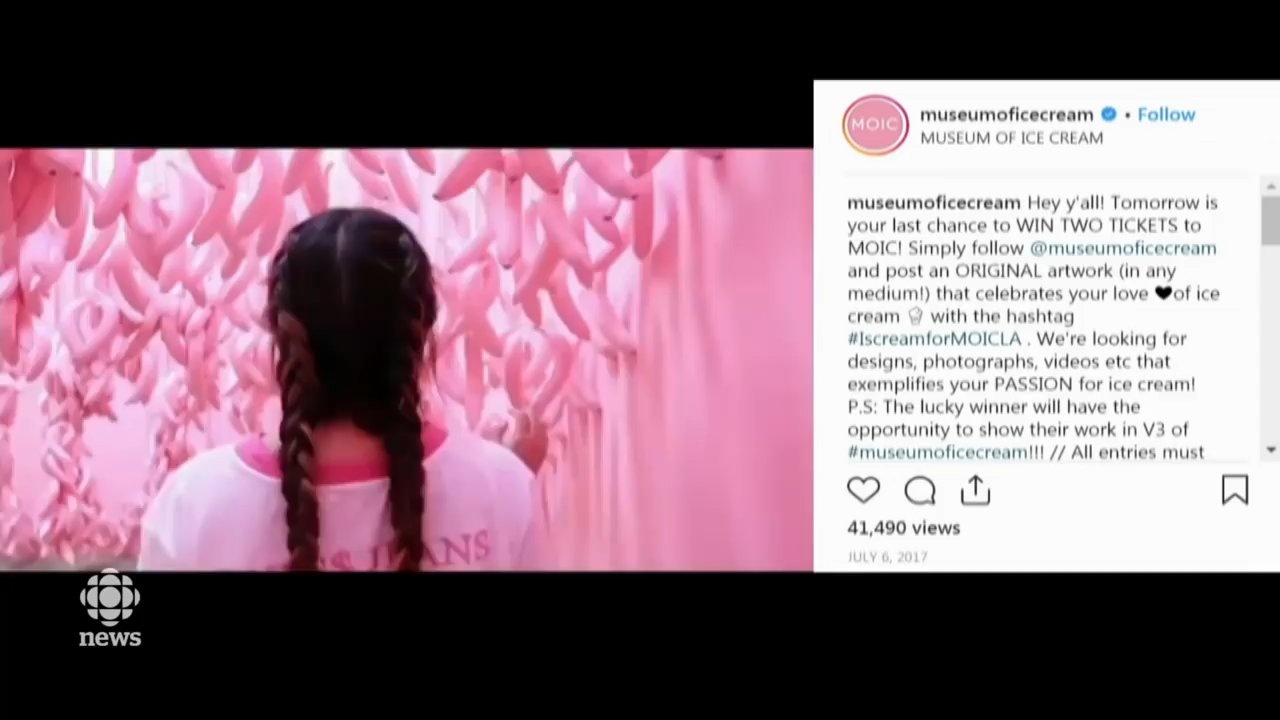 MOIC
museumoficecream • Follow
MUSEUM OF ICE CREAM
museumoficecream Hey y'all! Tomorrow is
your last chance to WIN TWO TICKETS to
MOIC! Simply follow @museumoficecream
and post an ORIGINAL artwork (in any
medium!) that celebrates your love 🖤of ice
cream 🍨 with the hashtag
#IscreamforMOICLA . We're looking for
designs, photographs, videos etc that
exemplifies your PASSION for ice cream!
P.S: The lucky winner will have the
opportunity to show their work in V3 of
#museumoficecream!!! // All entries must
41,490 views
JULY 6, 2017
news